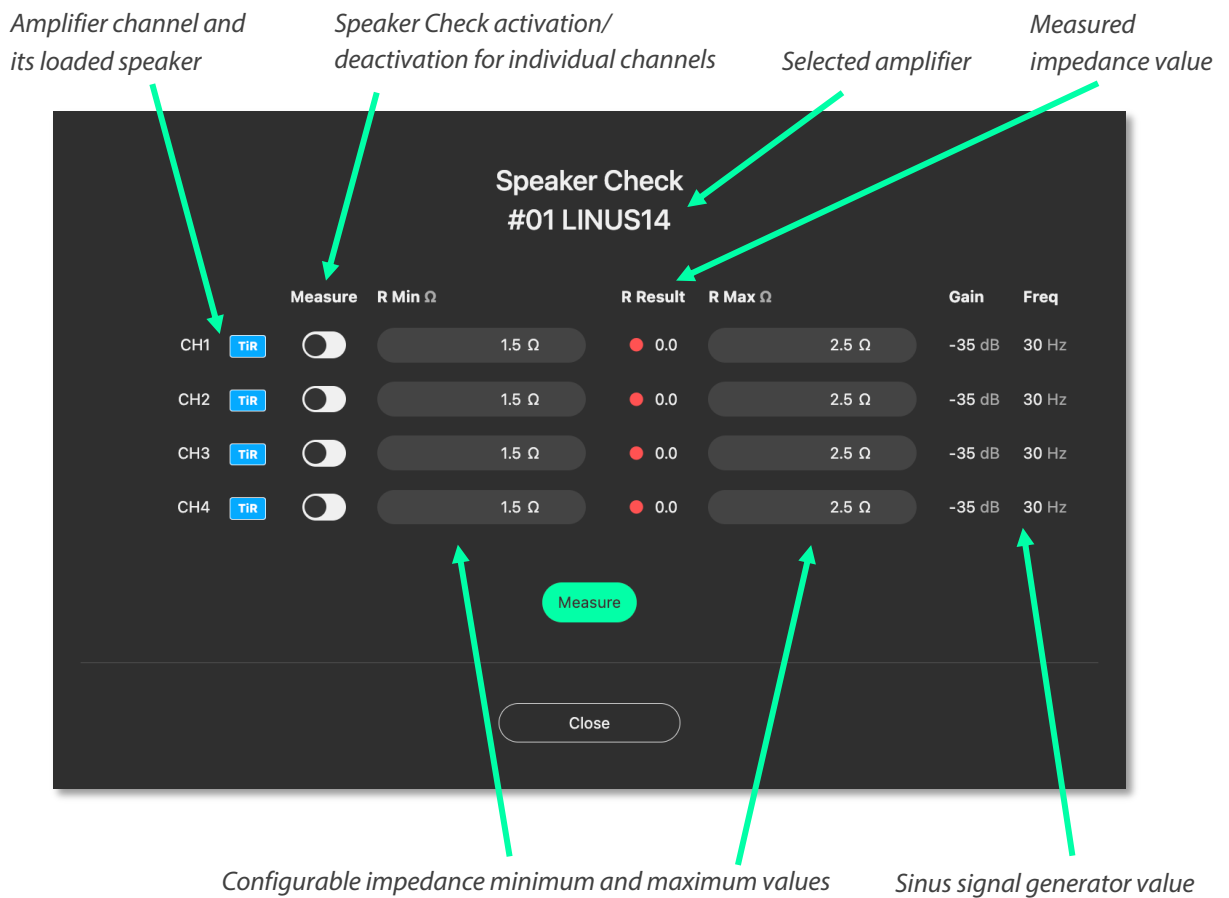 Amplifier channel and
its loaded speaker
Speaker Check activation/
deactivation for individual channels
Selected amplifier
Measured
impedance value
Speaker Check
#01 LINUS14
Measure R Min Ω R Result R Max Ω Gain Freq
CH1 TiR 1.5 Ω 0.0 2.5 Ω -35 dB 30 Hz
CH2 TiR 1.5 Ω 0.0 2.5 Ω -35 dB 30 Hz
CH3 TiR 1.5 Ω 0.0 2.5 Ω -35 dB 30 Hz
CH4 TiR 1.5 Ω 0.0 2.5 Ω -35 dB 30 Hz
Measure
Close
Configurable impedance minimum and maximum values
Sinus signal generator value